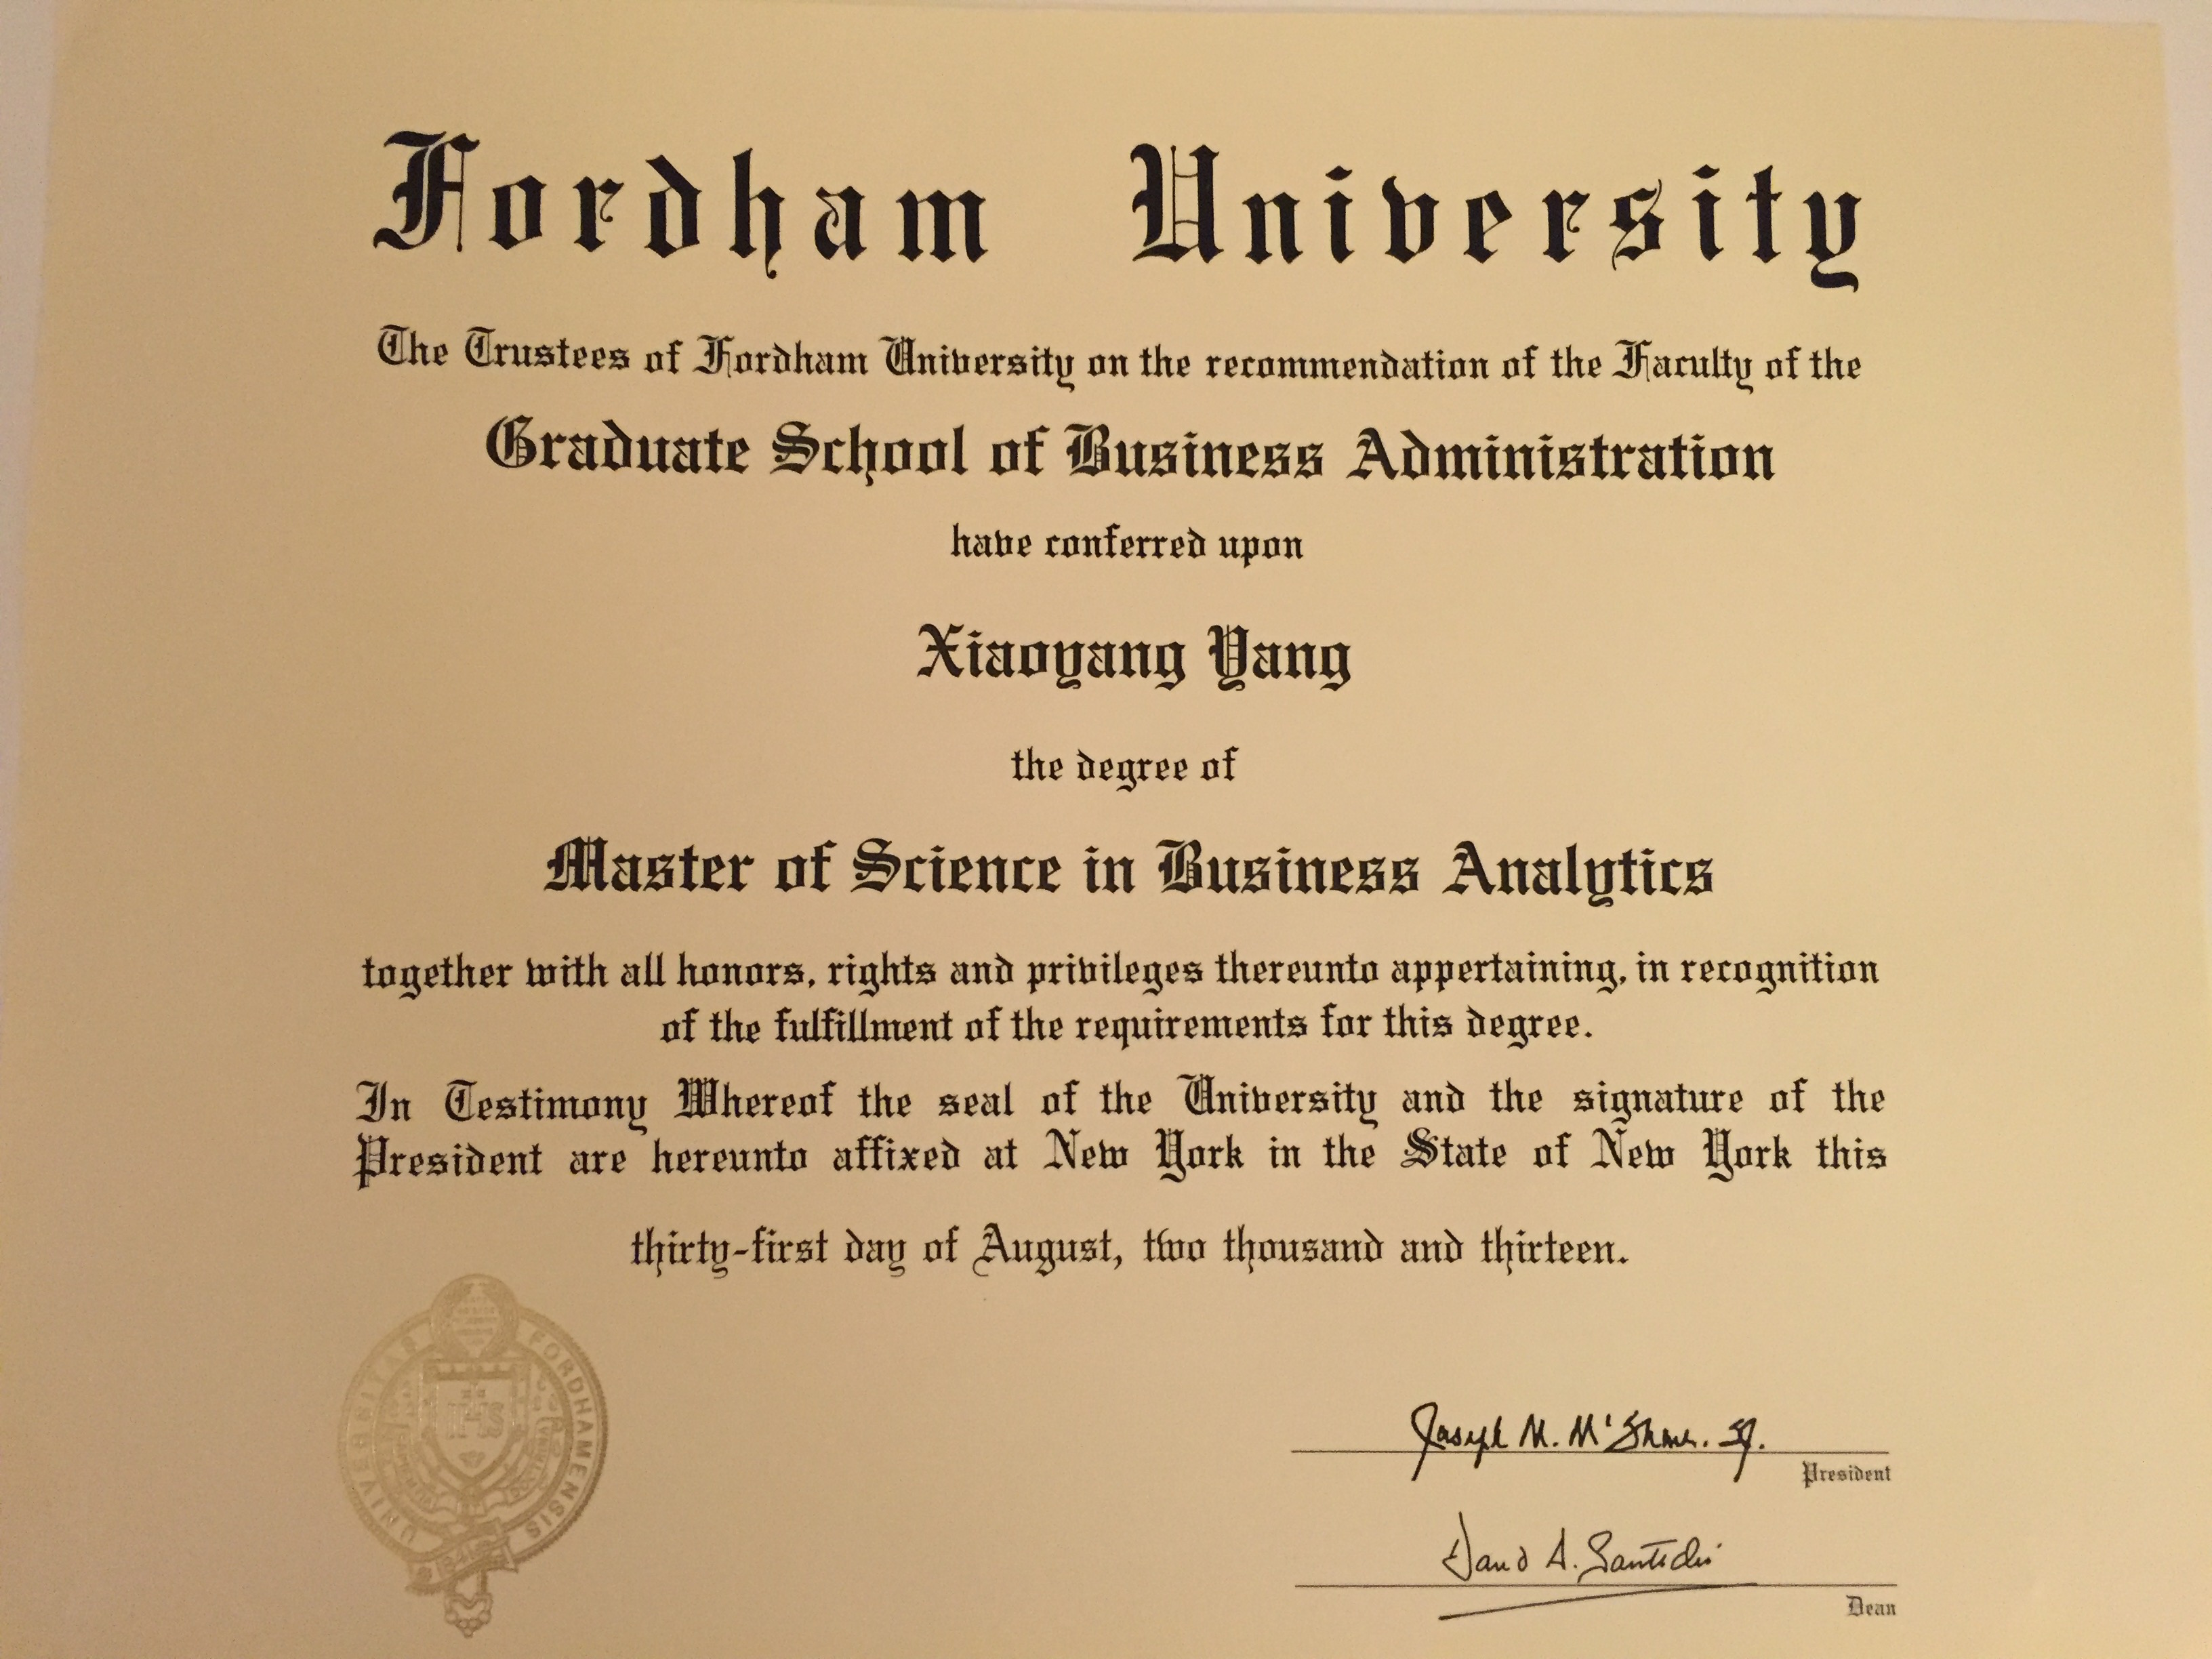 Fordham University
The Trustees of Fordham University on the recommendation of the Faculty of the
Graduate School of Business Administration
have conferred upon
Xiaoyang Yang
the degree of
Master of Science in Business Analytics
together with all honors, rights and privileges thereunto appertaining, in recognition
of the fulfillment of the requirements for this degree.
In Testimony Whereof the seal of the University and the signature of the
President are hereunto affixed at New York in the State of New York this
thirty-first day of August, two thousand and thirteen.
UNIVERSITAS FORDHAMENSIS
IHS
Joseph M. McShane, SJ.
President
David A. Gautschi
Dean